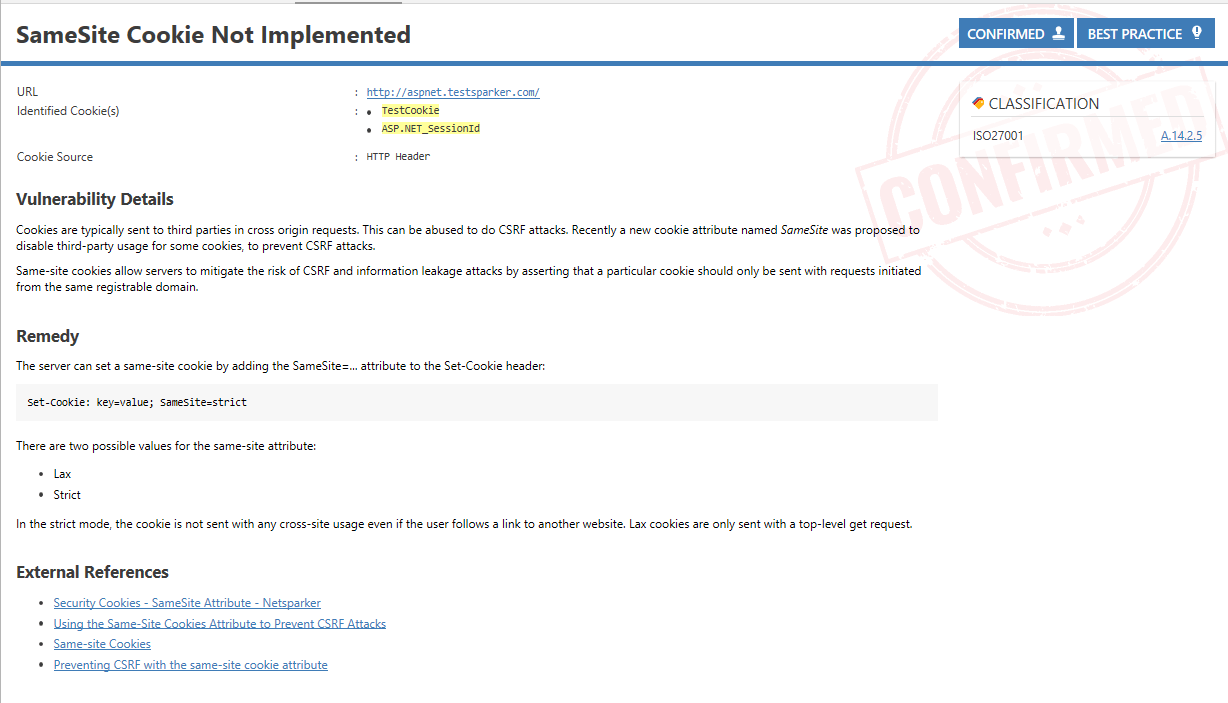 SameSite Cookie Not Implemented
CONFIRMED
BEST PRACTICE
URL : http://aspnet.testsparker.com/
Identified Cookie(s) : • TestCookie
• ASP.NET_SessionId
Cookie Source : HTTP Header
CLASSIFICATION
ISO27001 A.14.2.5
CONFIRMED
Vulnerability Details
Cookies are typically sent to third parties in cross origin requests. This can be abused to do CSRF attacks. Recently a new cookie attribute named SameSite was proposed to
disable third-party usage for some cookies, to prevent CSRF attacks.
Same-site cookies allow servers to mitigate the risk of CSRF and information leakage attacks by asserting that a particular cookie should only be sent with requests initiated
from the same registrable domain.
Remedy
The server can set a same-site cookie by adding the SameSite=... attribute to the Set-Cookie header:
Set-Cookie: key=value; SameSite=strict
There are two possible values for the same-site attribute:
• Lax
• Strict
In the strict mode, the cookie is not sent with any cross-site usage even if the user follows a link to another website. Lax cookies are only sent with a top-level get request.
External References
• Security Cookies - SameSite Attribute - Netsparker
• Using the Same-Site Cookies Attribute to Prevent CSRF Attacks
• Same-site Cookies
• Preventing CSRF with the same-site cookie attribute